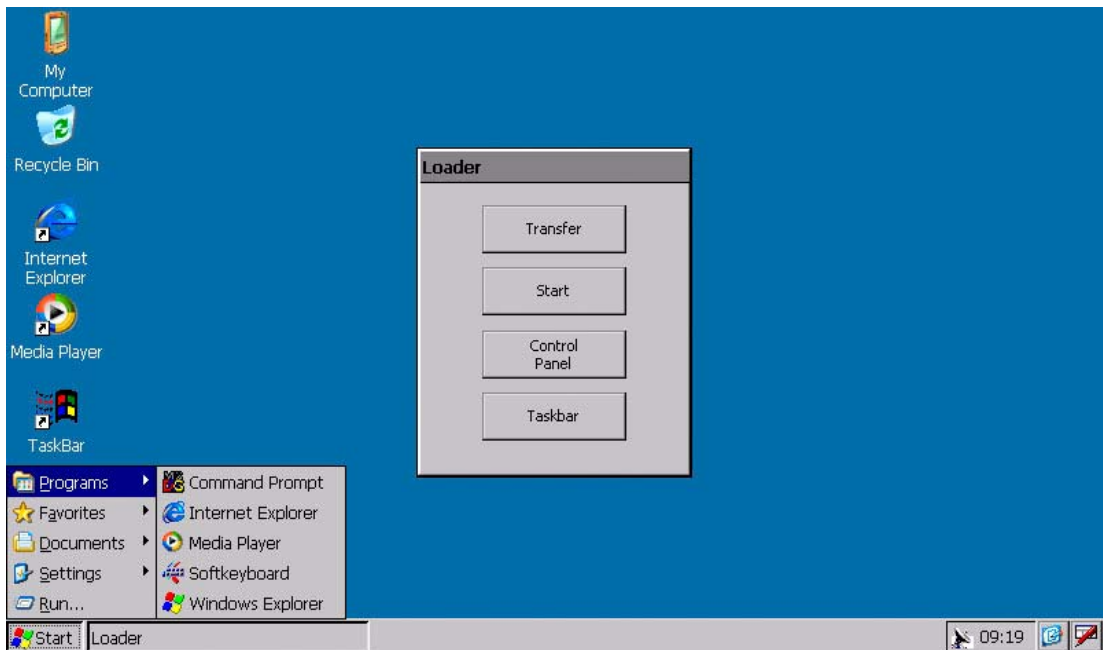 My
Computer
Recycle Bin
Internet
Explorer
Media Player
TaskBar
Loader
Transfer
Start
Control
Panel
Taskbar
Programs
Favorites
Documents
Settings
Run...
Command Prompt
Internet Explorer
Media Player
Softkeyboard
Windows Explorer
Start
Loader
09:19